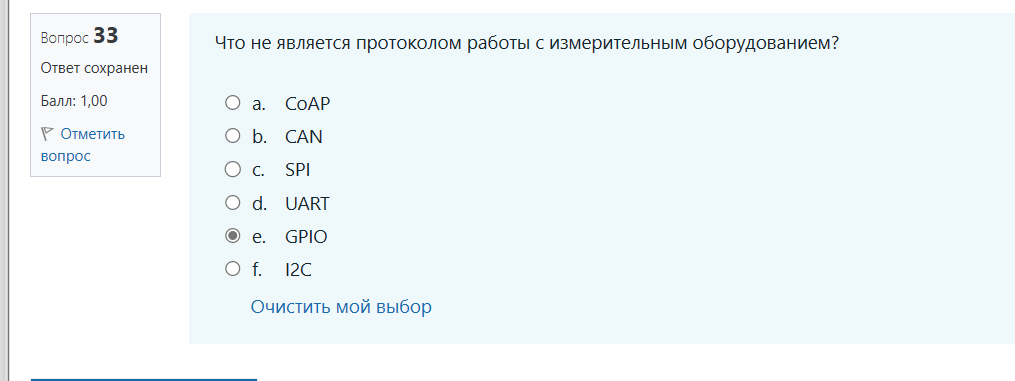 Вопрос 33
Ответ сохранен
Балл: 1,00
Отметить
вопрос
Что не является протоколом работы с измерительным оборудованием?
a. CoAP
b. CAN
c. SPI
d. UART
e. GPIO
f. I2C
Очистить мой выбор